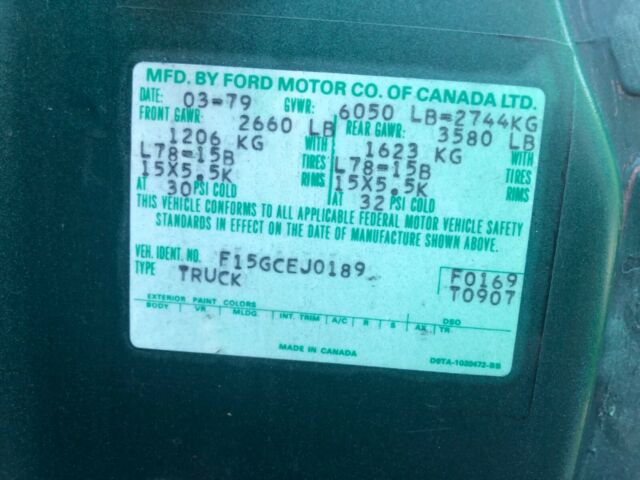 MFD. BY FORD MOTOR CO. OF CANADA LTD.
DATE: 03-79 GVWR: 6050 LB=2744KG
FRONT GAWR: 2660 LB REAR GAWR: 3580 LB
1206 KG WITH 1623 KG WITH
L78-15B TIRES L78-15B TIRES
15X5.5K RIMS 15X5.5K RIMS
AT 30 PSI COLD AT 32 PSI COLD
THIS VEHICLE CONFORMS TO ALL APPLICABLE FEDERAL MOTOR VEHICLE SAFETY
STANDARDS IN EFFECT ON THE DATE OF MANUFACTURE SHOWN ABOVE.
VEH. IDENT. NO. F15GCEJ0189 F0169
TYPE TRUCK T0907
EXTERIOR PAINT COLORS DSO
BODY VR MLDG. INT. TRIM A/C R S AX TR.
MADE IN CANADA
D9TA-1020472-BB